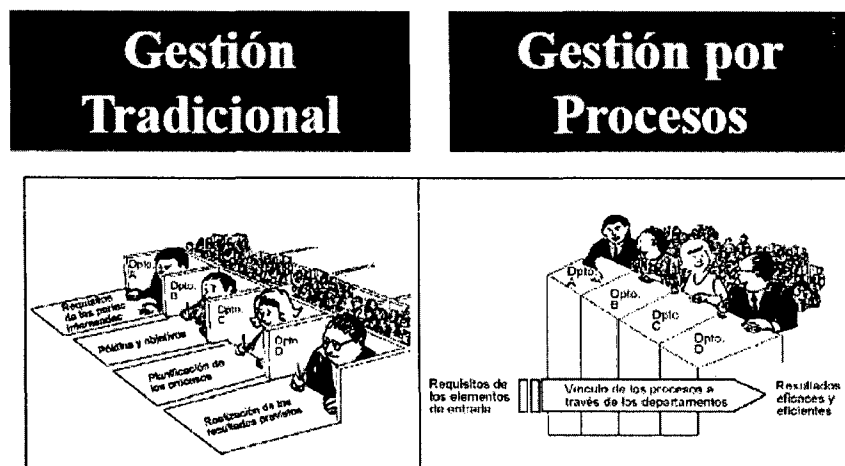 Gestión
Tradicional
Gestión por
Procesos
Dpto.
A
Dpto.
B
Dpto.
C
Dpto.
D
Requisitos
de las partes
interesadas
Política y objetivos
Planificación de
los procesos
Realización de los
resultados previstos
Dpto.
A
Dpto.
B
Dpto.
C
Dpto.
D
Requisitos de
los elementos
de entrada
Vínculo de los procesos a
través de los departamentos
Resultados
eficaces y
eficientes